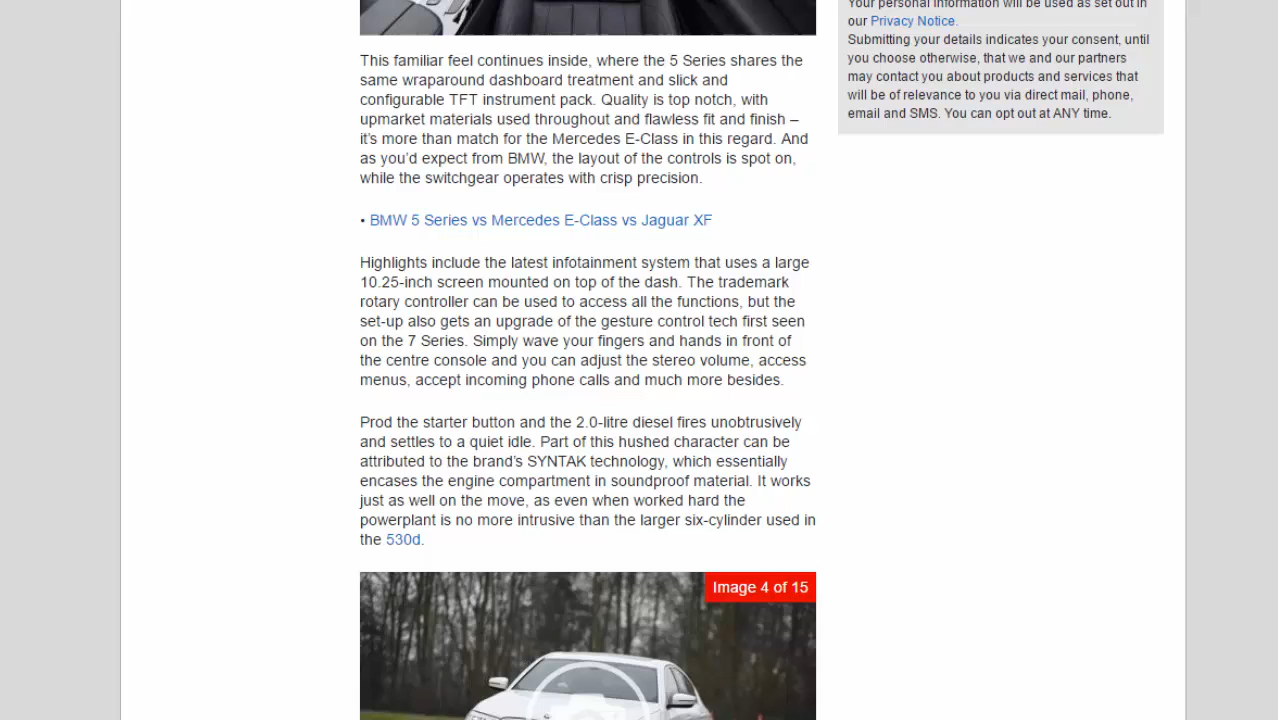 This familiar feel continues inside, where the 5 Series shares the
same wraparound dashboard treatment and slick and
configurable TFT instrument pack. Quality is top notch, with
upmarket materials used throughout and flawless fit and finish –
it’s more than match for the Mercedes E-Class in this regard. And
as you’d expect from BMW, the layout of the controls is spot on,
while the switchgear operates with crisp precision.
• BMW 5 Series vs Mercedes E-Class vs Jaguar XF
Highlights include the latest infotainment system that uses a large
10.25-inch screen mounted on top of the dash. The trademark
rotary controller can be used to access all the functions, but the
set-up also gets an upgrade of the gesture control tech first seen
on the 7 Series. Simply wave your fingers and hands in front of
the centre console and you can adjust the stereo volume, access
menus, accept incoming phone calls and much more besides.
Prod the starter button and the 2.0-litre diesel fires unobtrusively
and settles to a quiet idle. Part of this hushed character can be
attributed to the brand’s SYNTAK technology, which essentially
encases the engine compartment in soundproof material. It works
just as well on the move, as even when worked hard the
powerplant is no more intrusive than the larger six-cylinder used in
the 530d.
Image 4 of 15
Your personal information will be used as set out in
our Privacy Notice.
Submitting your details indicates your consent, until
you choose otherwise, that we and our partners
may contact you about products and services that
will be of relevance to you via direct mail, phone,
email and SMS. You can opt out at ANY time.